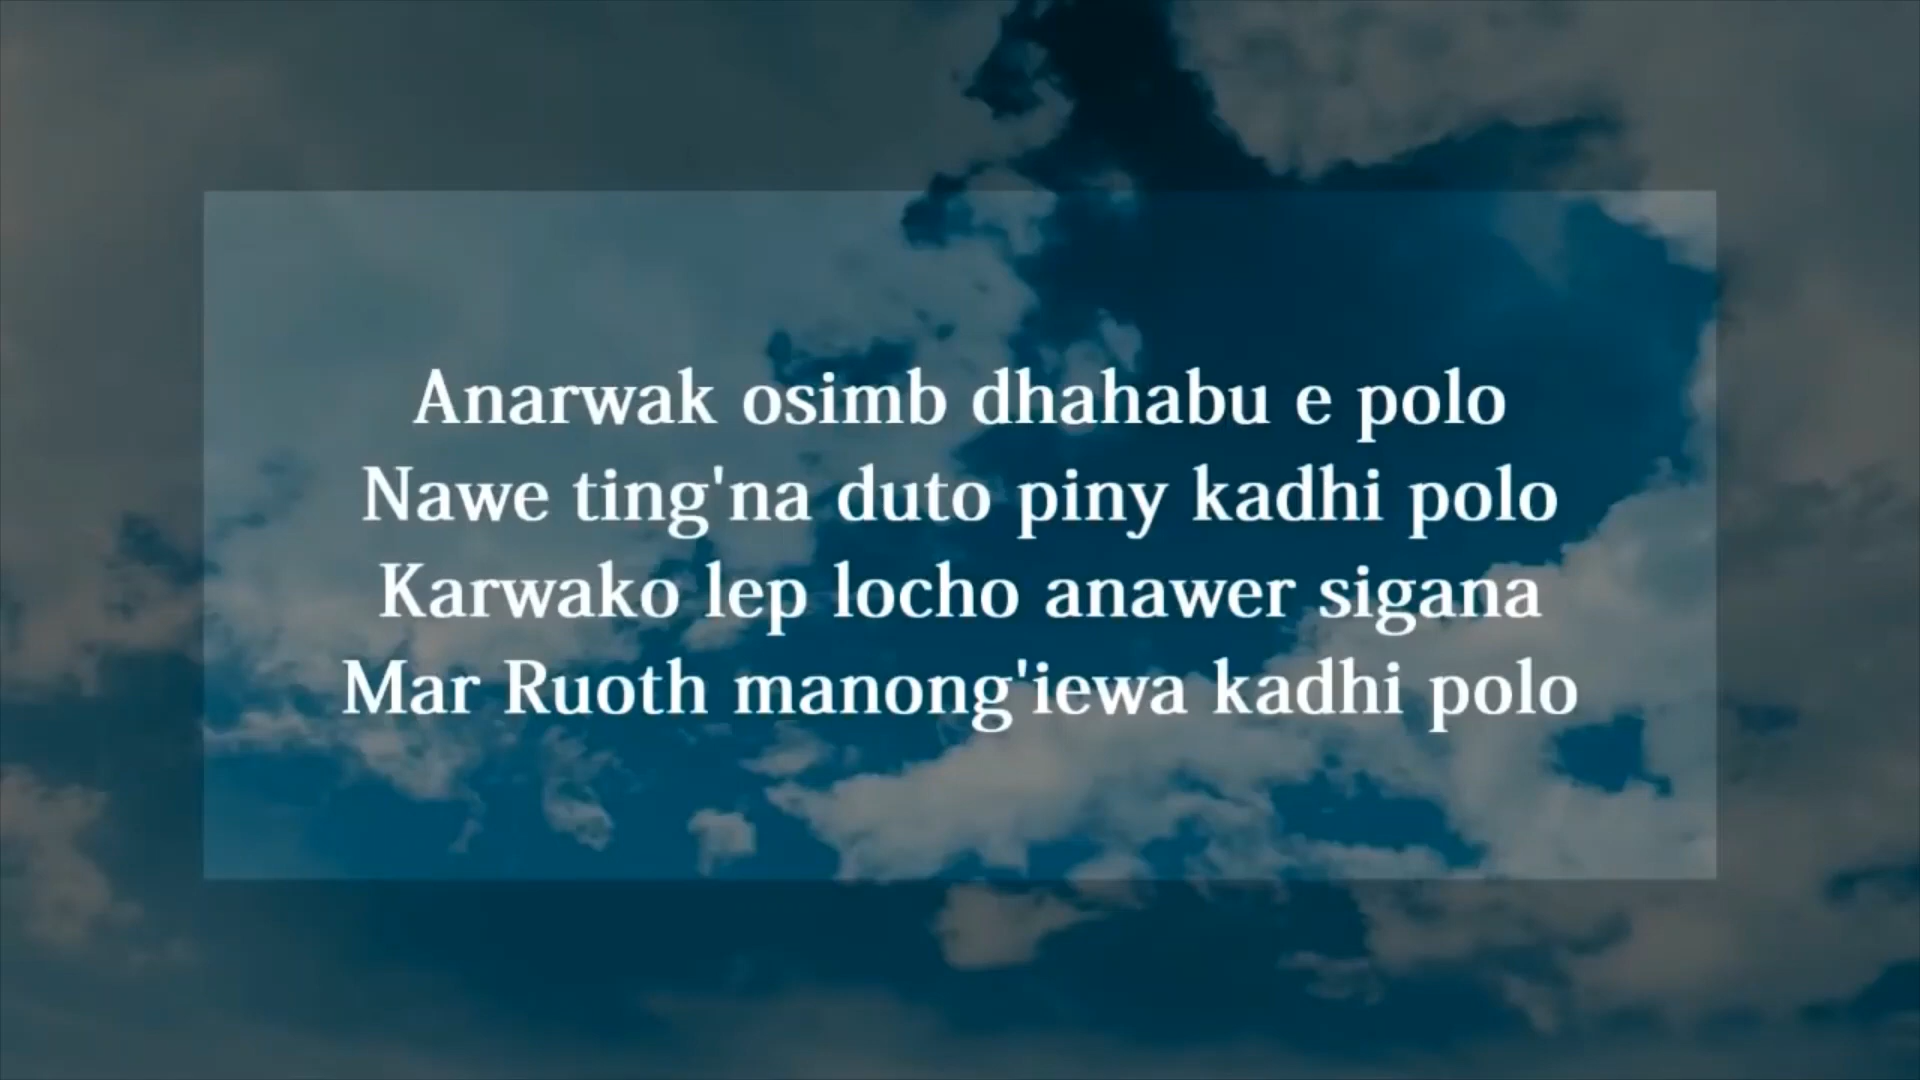 Anarwak osimb dhahabu e polo
Nawe ting'na duto piny kadhi polo
Karwako lep locho anawer sigana
Mar Ruoth manong'iewa kadhi polo